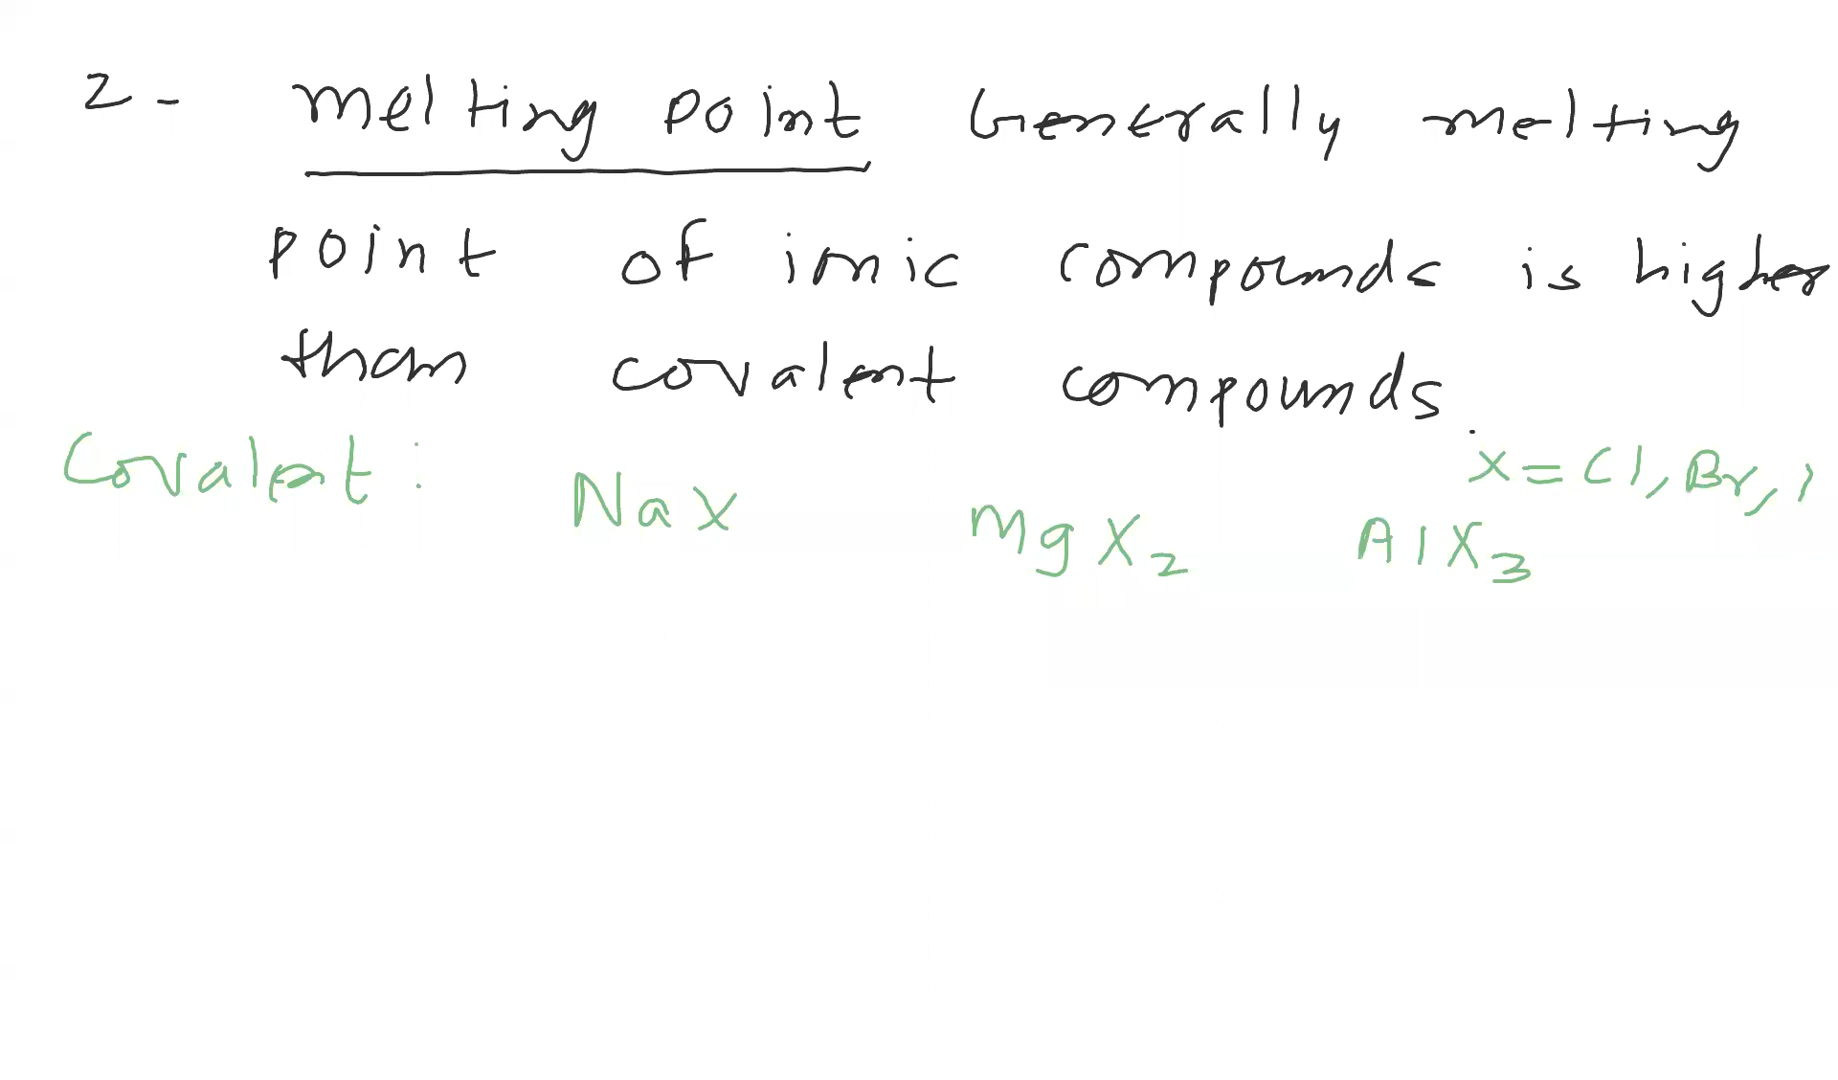 2- melting point Generally melting
point of ionic compounds is higher
than covalent compounds.
Covalent: NaX MgX₂ AlX₃ X=Cl, Br, I